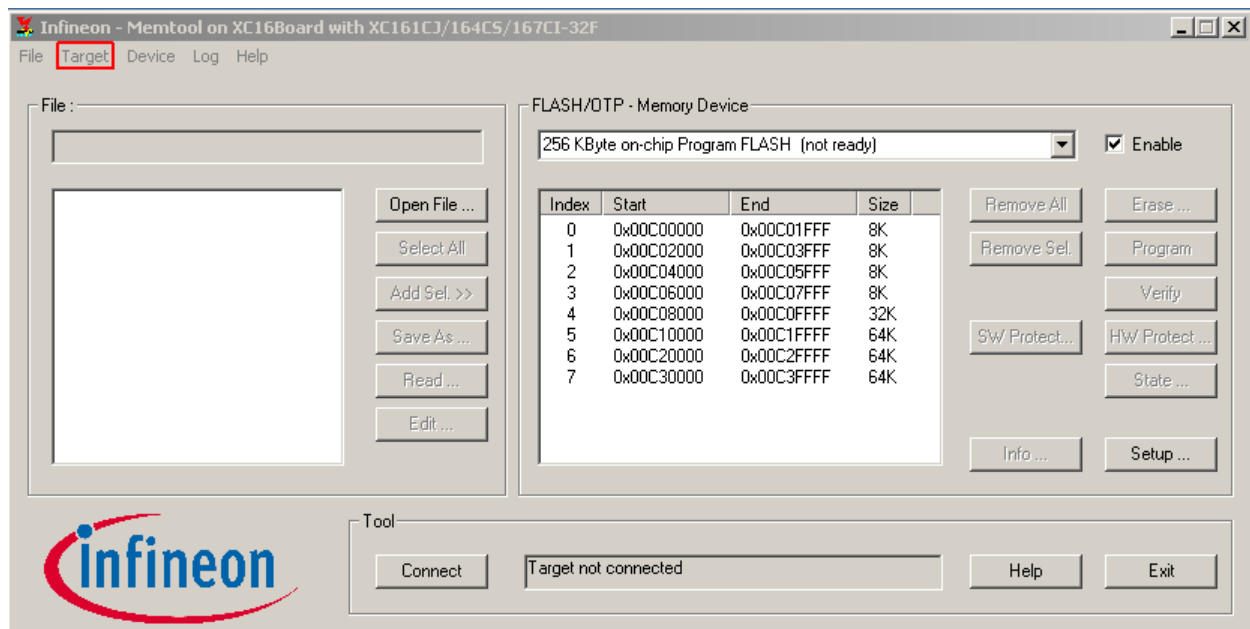 Infineon - Memtool on XC16Board with XC161CJ/164CS/167CI-32F
File Target Device Log Help
File :
Open File ...
Select All
Add Sel. >>
Save As ...
Read ...
Edit ...
FLASH/OTP - Memory Device
256 KByte on-chip Program FLASH (not ready)
Enable
Index Start End Size
0 0x00C00000 0x00C01FFF 8K
1 0x00C02000 0x00C03FFF 8K
2 0x00C04000 0x00C05FFF 8K
3 0x00C06000 0x00C07FFF 8K
4 0x00C08000 0x00C0FFFF 32K
5 0x00C10000 0x00C1FFFF 64K
6 0x00C20000 0x00C2FFFF 64K
7 0x00C30000 0x00C3FFFF 64K
Remove All Erase ...
Remove Sel. Program
Verify
SW Protect... HW Protect ...
State ...
Info ... Setup ...
infineon
Tool
Connect Target not connected Help Exit